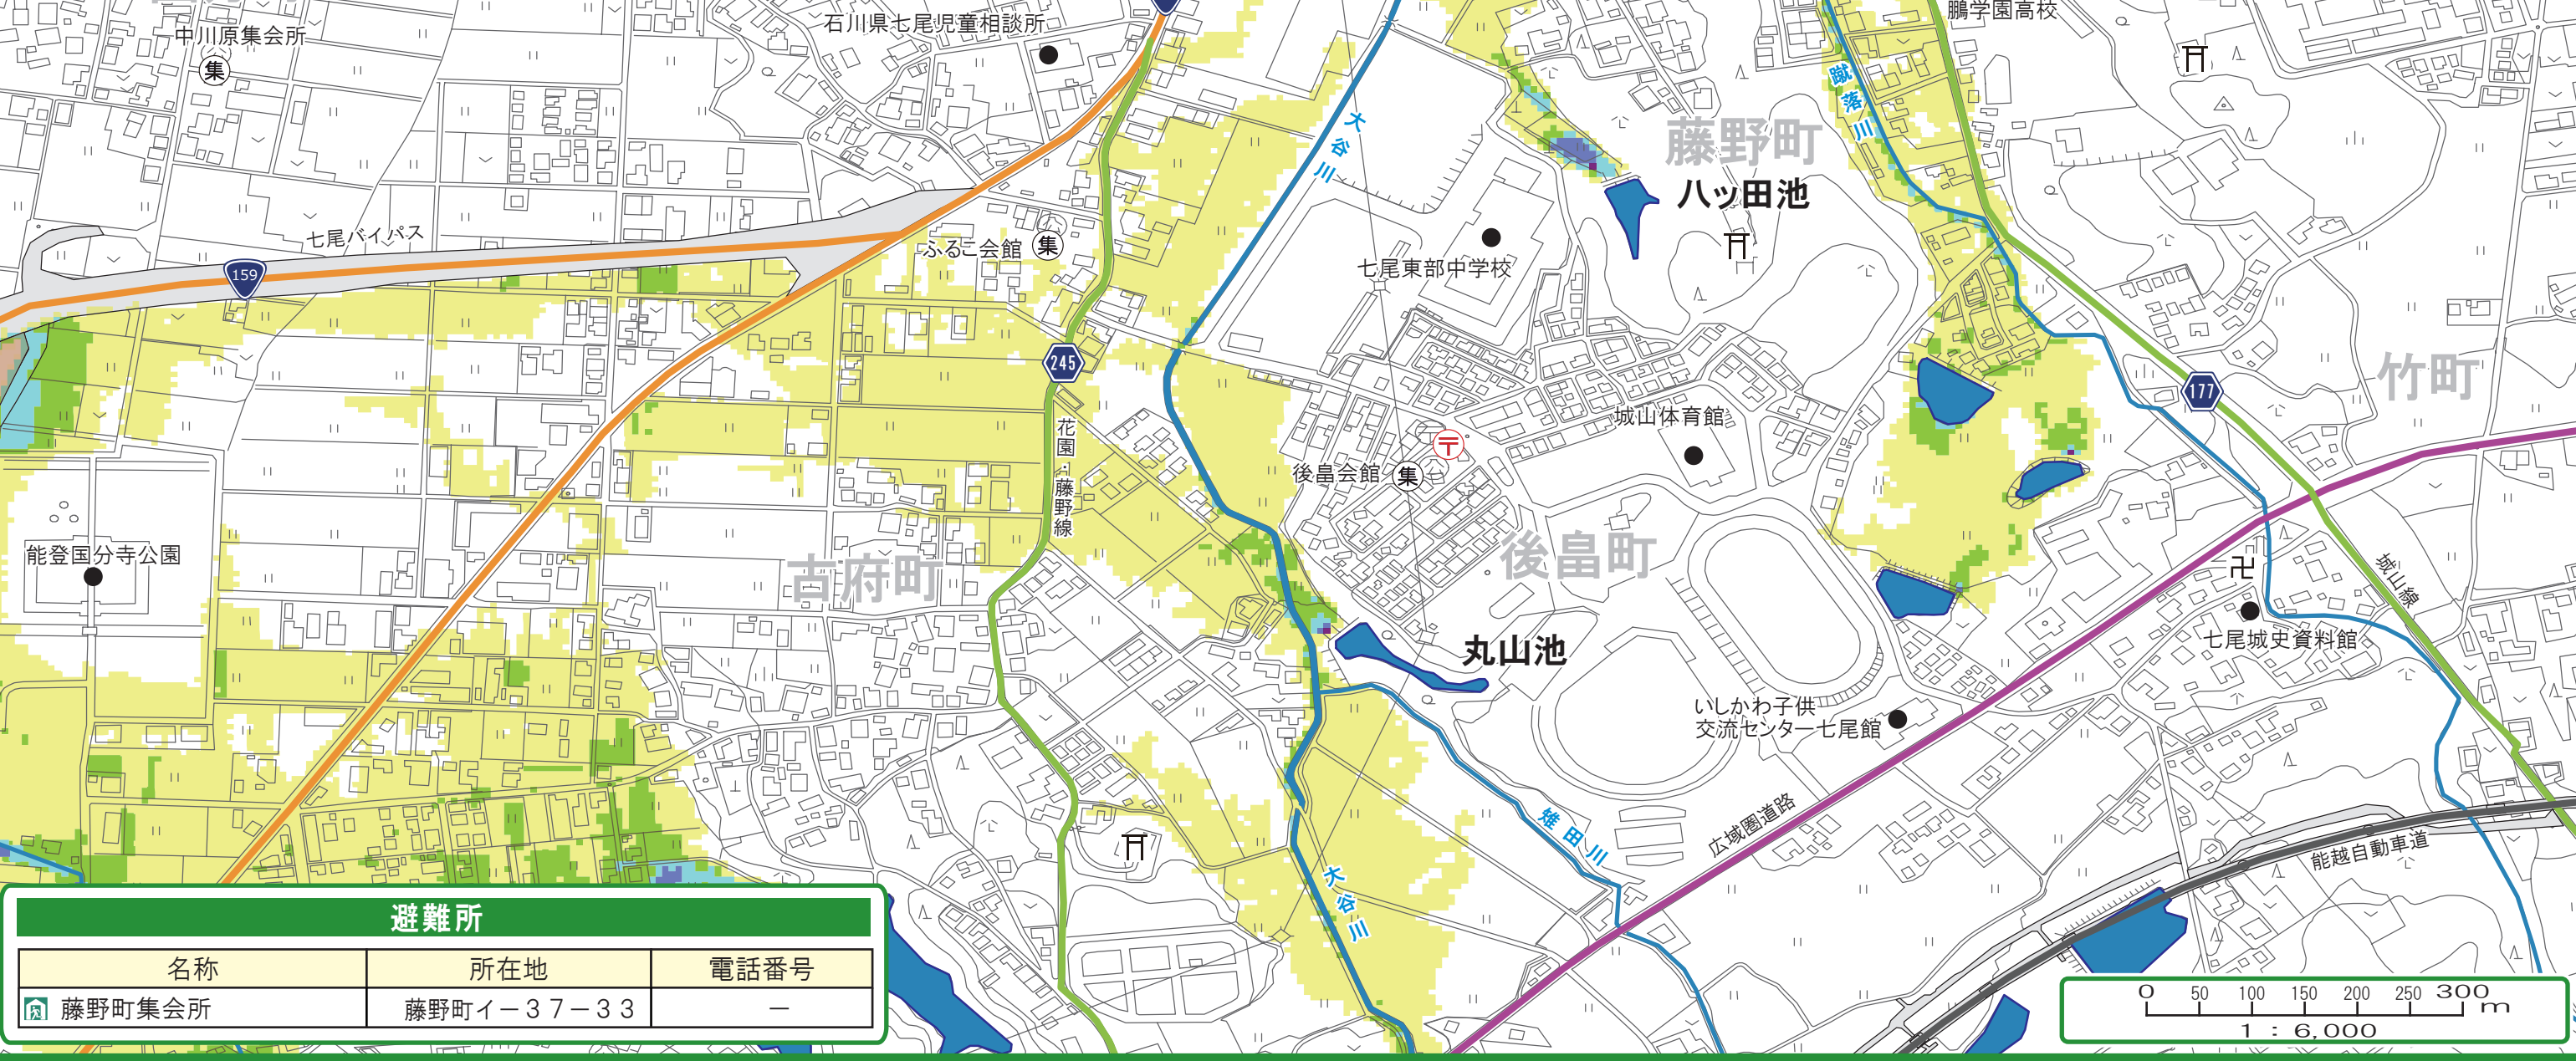 中川原集会所
集
石川県七尾児童相談所
鵬学園高校
蹴落川
大谷川
藤野町
八ッ田池
七尾バイパス
159
ふるこ会館
集
七尾東部中学校
245
177
竹町
城山体育館
花園・藤野線
〒
後畠会館
集
能登国分寺公園
古府町
後畠町
卍
城山線
七尾城史資料館
丸山池
いしかわ子供
交流センター七尾館
広域圏道路
雉田川
能越自動車道
大谷川
避難所
名称 所在地 電話番号
藤野町集会所 藤野町イー３７－３３ －
0 50 100 150 200 250 300
m
1 : 6,000